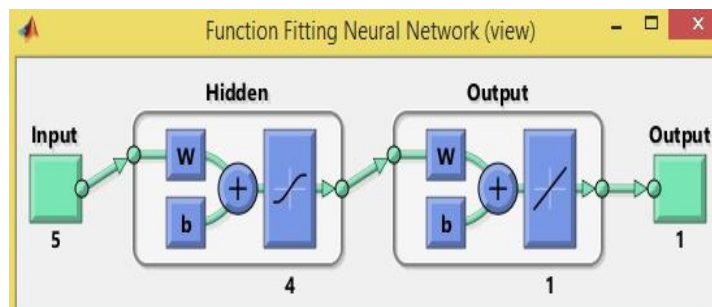 Function Fitting Neural Network (view)
Hidden
Output
Input
Output
W
W
+
+
b
b
5
1
4
1